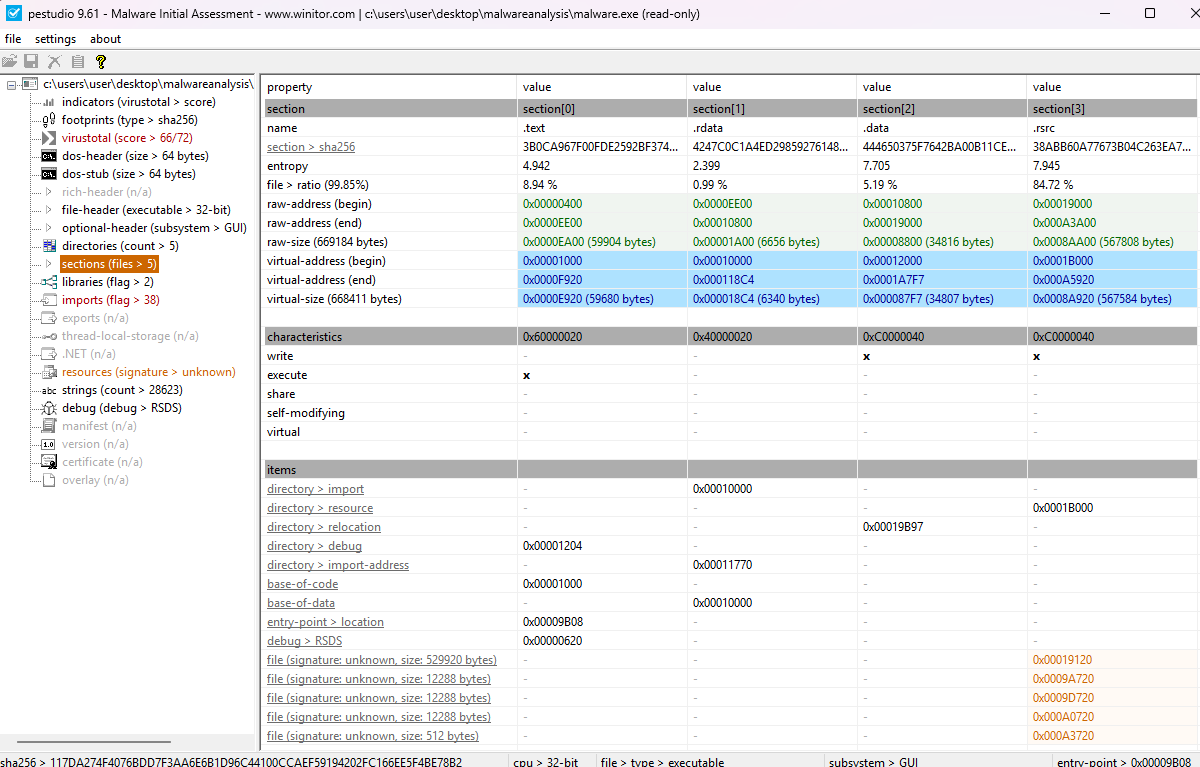 pestudio 9.61 - Malware Initial Assessment - www.winitor.com | c:\users\user\desktop\malwareanalysis\malware.exe (read-only)
file settings about
c:\users\user\desktop\malwareanalysis\
indicators (virustotal > score)
footprints (type > sha256)
virustotal (score > 66/72)
dos-header (size > 64 bytes)
dos-stub (size > 64 bytes)
rich-header (n/a)
file-header (executable > 32-bit)
optional-header (subsystem > GUI)
directories (count > 5)
sections (files > 5)
libraries (flag > 2)
imports (flag > 38)
exports (n/a)
thread-local-storage (n/a)
.NET (n/a)
resources (signature > unknown)
abc strings (count > 28623)
debug (debug > RSDS)
manifest (n/a)
1.0 version (n/a)
certificate (n/a)
overlay (n/a)
property value value value value
section section[0] section[1] section[2] section[3]
name .text .rdata .data .rsrc
section > sha256 3B0CA967F00FDE2592BF374... 4247C0C1A4ED29859276148... 444650375F7642BA00B11CE... 38ABB60A77673B04C263EA7...
entropy 4.942 2.399 7.705 7.945
file > ratio (99.85%) 8.94 % 0.99 % 5.19 % 84.72 %
raw-address (begin) 0x00000400 0x0000EE00 0x00010800 0x00019000
raw-address (end) 0x0000EE00 0x00010800 0x00019000 0x000A3A00
raw-size (669184 bytes) 0x0000EA00 (59904 bytes) 0x00001A00 (6656 bytes) 0x00008800 (34816 bytes) 0x0008AA00 (567808 bytes)
virtual-address (begin) 0x00001000 0x00010000 0x00012000 0x0001B000
virtual-address (end) 0x0000F920 0x000118C4 0x0001A7F7 0x000A5920
virtual-size (668411 bytes) 0x0000E920 (59680 bytes) 0x000018C4 (6340 bytes) 0x000087F7 (34807 bytes) 0x0008A920 (567584 bytes)
characteristics 0x60000020 0x40000020 0xC0000040 0xC0000040
write - - x x
execute x - - -
share - - - -
self-modifying - - - -
virtual - - - -
items
directory > import - 0x00010000 - -
directory > resource - - - 0x0001B000
directory > relocation - - 0x00019B97 -
directory > debug 0x00001204 - - -
directory > import-address - 0x00011770 - -
base-of-code 0x00001000 - - -
base-of-data - 0x00010000 - -
entry-point > location 0x00009B08 - - -
debug > RSDS 0x00000620 - - -
file (signature: unknown, size: 529920 bytes) - - - 0x00019120
file (signature: unknown, size: 12288 bytes) - - - 0x0009A720
file (signature: unknown, size: 12288 bytes) - - - 0x0009D720
file (signature: unknown, size: 12288 bytes) - - - 0x000A0720
file (signature: unknown, size: 512 bytes) - - - 0x000A3720
sha256 > 117DA274F4076BDD7F3AA6E6B1D96C44100CCAEF59194202FC166EE5F4BE78B2 cpu > 32-bit file > type > executable subsystem > GUI entry-point > 0x00009B08